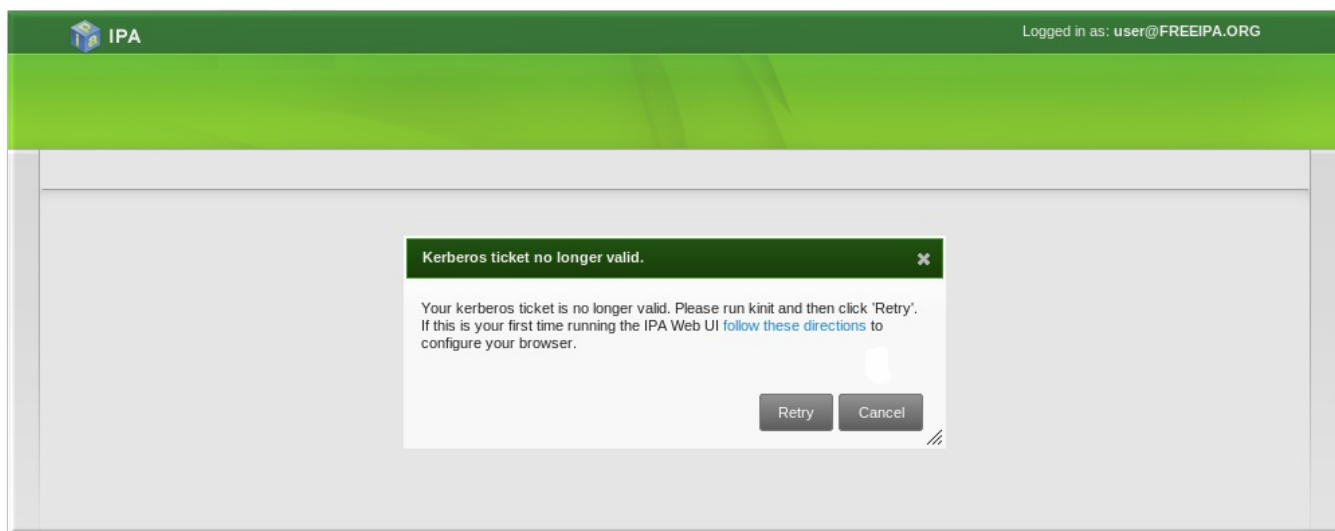 IPA
Logged in as: user@FREEIPA.ORG
Kerberos ticket no longer valid.
Your kerberos ticket is no longer valid. Please run kinit and then click 'Retry'.
If this is your first time running the IPA Web UI follow these directions to
configure your browser.
Retry Cancel